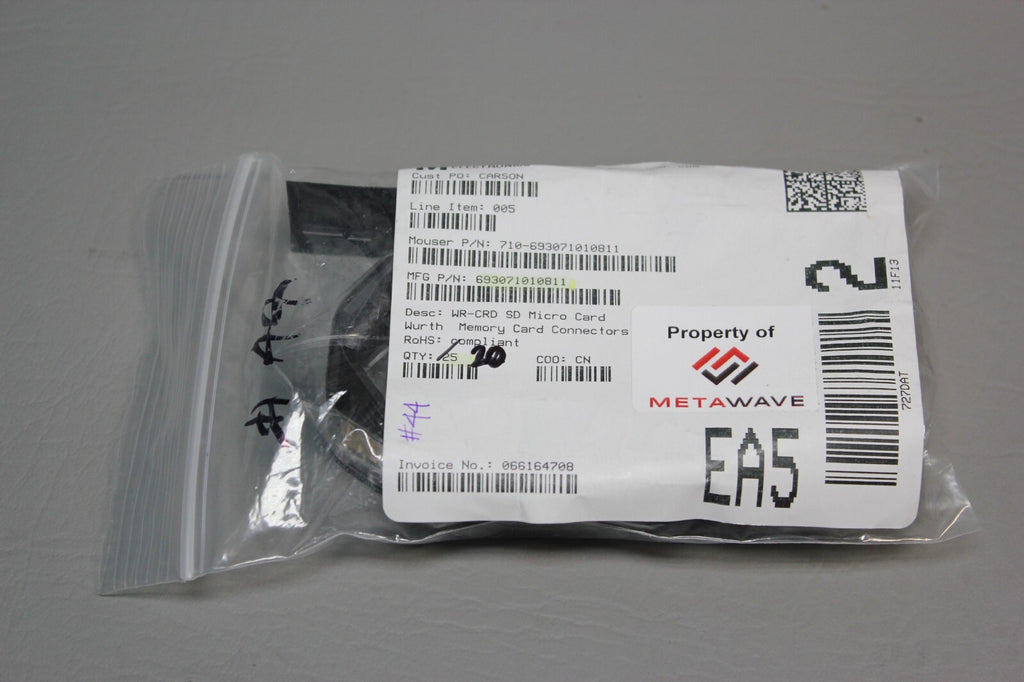 Cust PO: CARSON
Line Item: 005
Mouser P/N: 710-693071010811
MFG P/N: 693071010811
Desc: WR-CRD SD Micro Card
Wurth Memory Card Connectors
RoHS: compliant
QTY: 25 20
COO: CN
#44
Invoice No.: 066164708
Property of
METAWAVE
EA5
2
11F13
727DAT